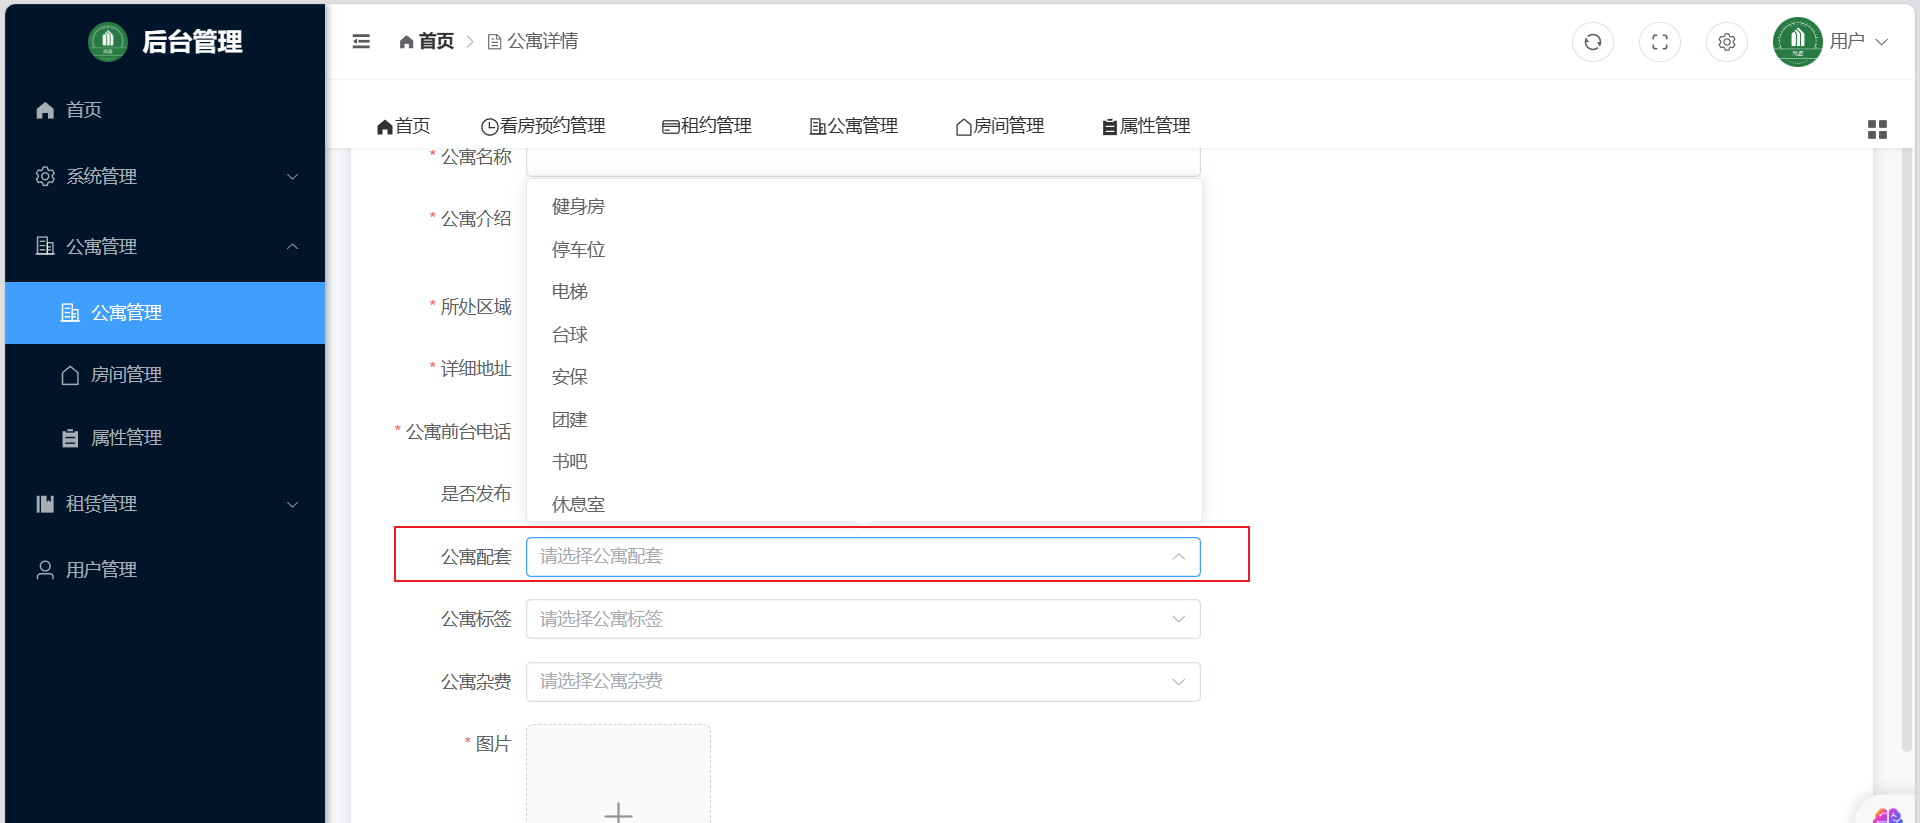 后台管理
首页
系统管理
公寓管理
公寓管理
房间管理
属性管理
租赁管理
用户管理
首页
公寓详情
用户
首页
看房预约管理
租约管理
公寓管理
房间管理
属性管理
* 公寓名称
* 公寓介绍
* 所处区域
* 详细地址
* 公寓前台电话
是否发布
健身房
停车位
电梯
台球
安保
团建
书吧
休息室
公寓配套 请选择公寓配套
公寓标签 请选择公寓标签
公寓杂费 请选择公寓杂费
* 图片